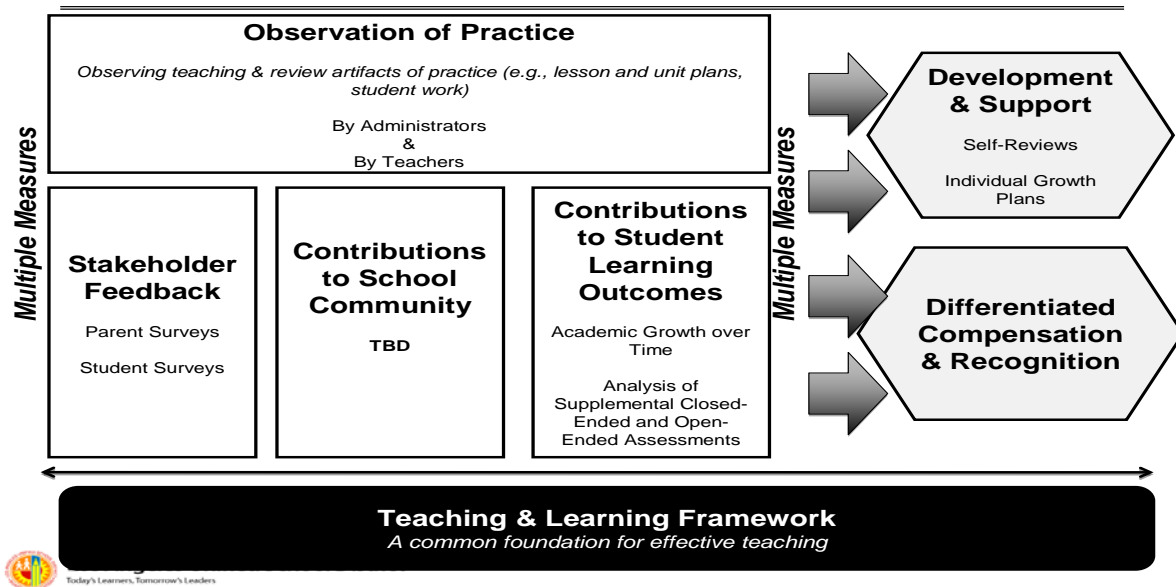 Observation of Practice
Observing teaching & review artifacts of practice (e.g., lesson and unit plans,
student work)
By Administrators
&
By Teachers
Multiple Measures
Stakeholder
Feedback
Parent Surveys
Student Surveys
Contributions
to School
Community
TBD
Contributions
to Student
Learning
Outcomes
Academic Growth over
Time
Analysis of
Supplemental Closed-
Ended and Open-
Ended Assessments
Multiple Measures
Development
& Support
Self-Reviews
Individual Growth
Plans
Differentiated
Compensation
& Recognition
Teaching & Learning Framework
A common foundation for effective teaching
Today's Learners, Tomorrow's Leaders